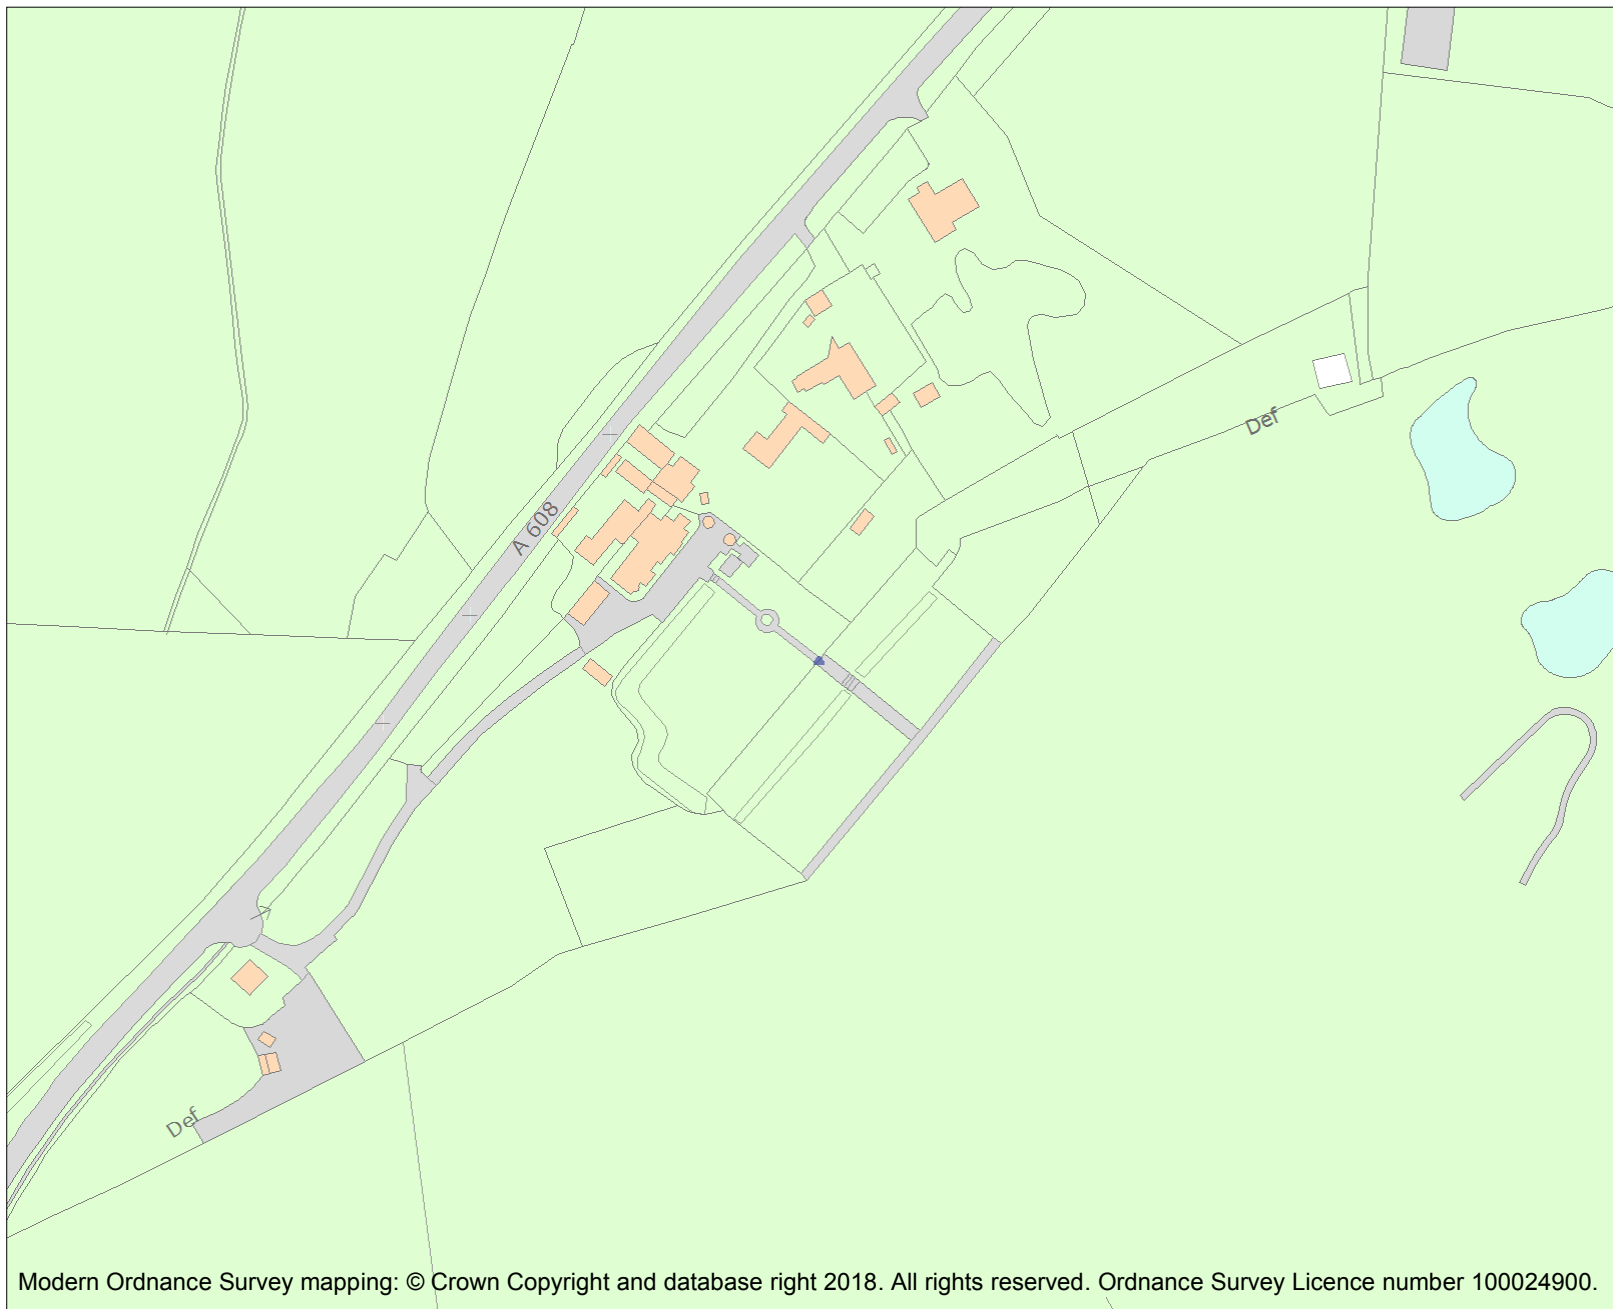 Def
A 608
Def
Modern Ordnance Survey mapping: © Crown Copyright and database right 2018. All rights reserved. Ordnance Survey Licence number 100024900.